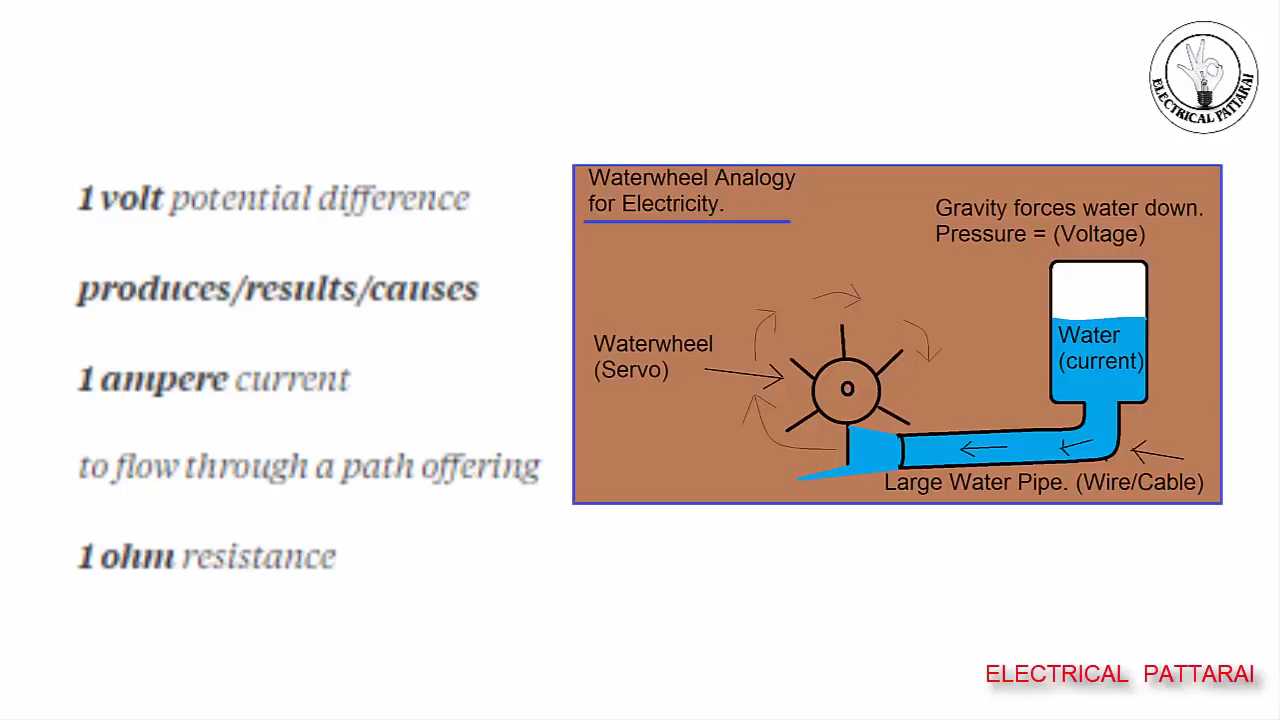 ELECTRICAL PATTARAI
1 volt potential difference
produces/results/causes
1 ampere current
to flow through a path offering
1 ohm resistance
Waterwheel Analogy
for Electricity.
Gravity forces water down.
Pressure = (Voltage)
Waterwheel
(Servo)
Water
(current)
Large Water Pipe. (Wire/Cable)
ELECTRICAL PATTARAI